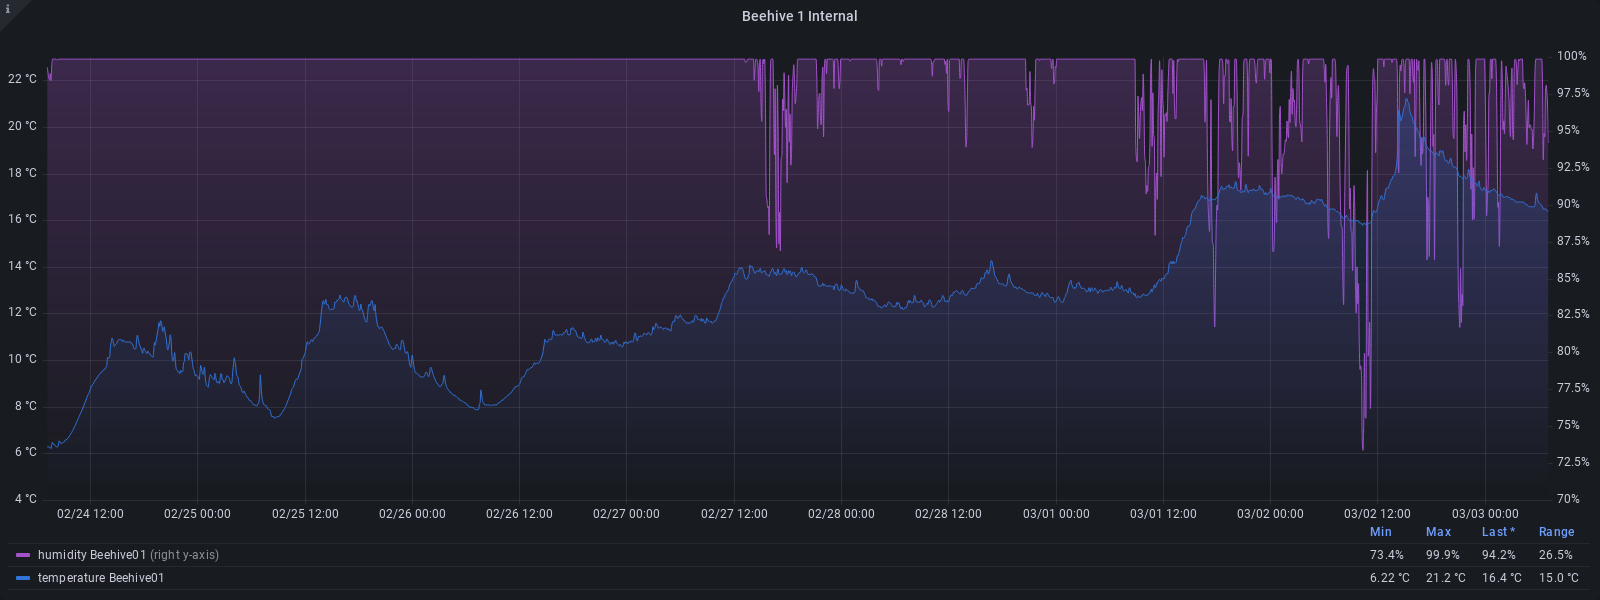 i
Beehive 1 Internal
22 °C
20 °C
18 °C
16 °C
14 °C
12 °C
10 °C
8 °C
6 °C
4 °C
100%
97.5%
95%
92.5%
90%
87.5%
85%
82.5%
80%
77.5%
75%
72.5%
70%
02/24 12:00 02/25 00:00 02/25 12:00 02/26 00:00 02/26 12:00 02/27 00:00 02/27 12:00 02/28 00:00 02/28 12:00 03/01 00:00 03/01 12:00 03/02 00:00 03/02 12:00 03/03 00:00
Min Max Last * Range
humidity Beehive01 (right y-axis) 73.4% 99.9% 94.2% 26.5%
temperature Beehive01 6.22 °C 21.2 °C 16.4 °C 15.0 °C